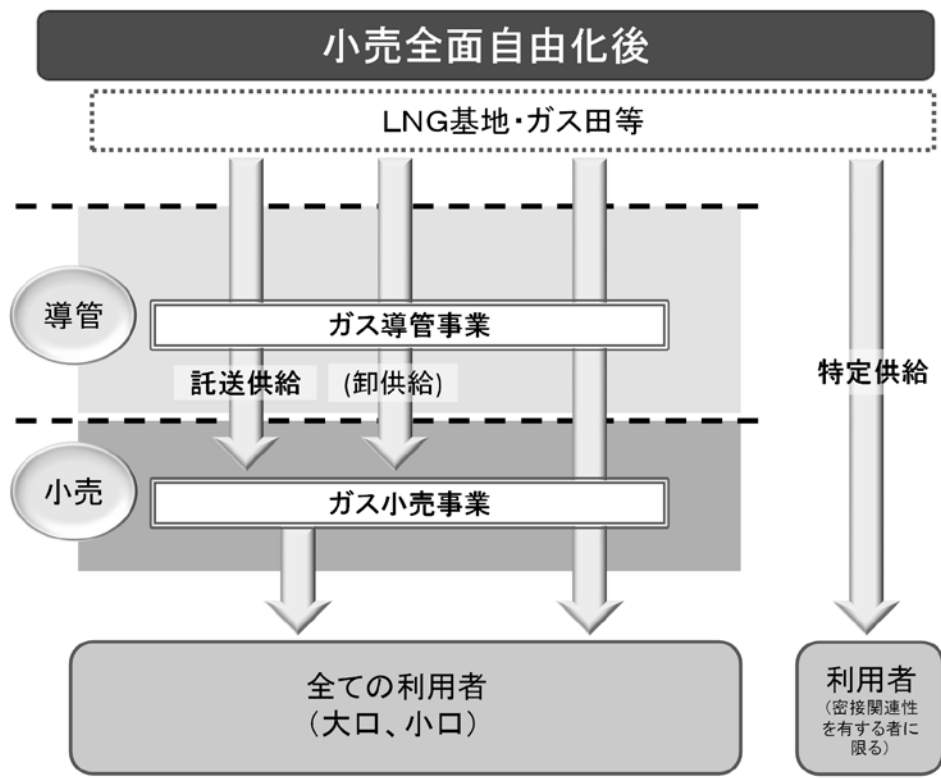 小売全面自由化後
LNG基地・ガス田等
導管
ガス導管事業
託送供給
(卸供給)
特定供給
小売
ガス小売事業
全ての利用者
（大口、小口）
利用者
（密接関連性
を有する者に
限る）